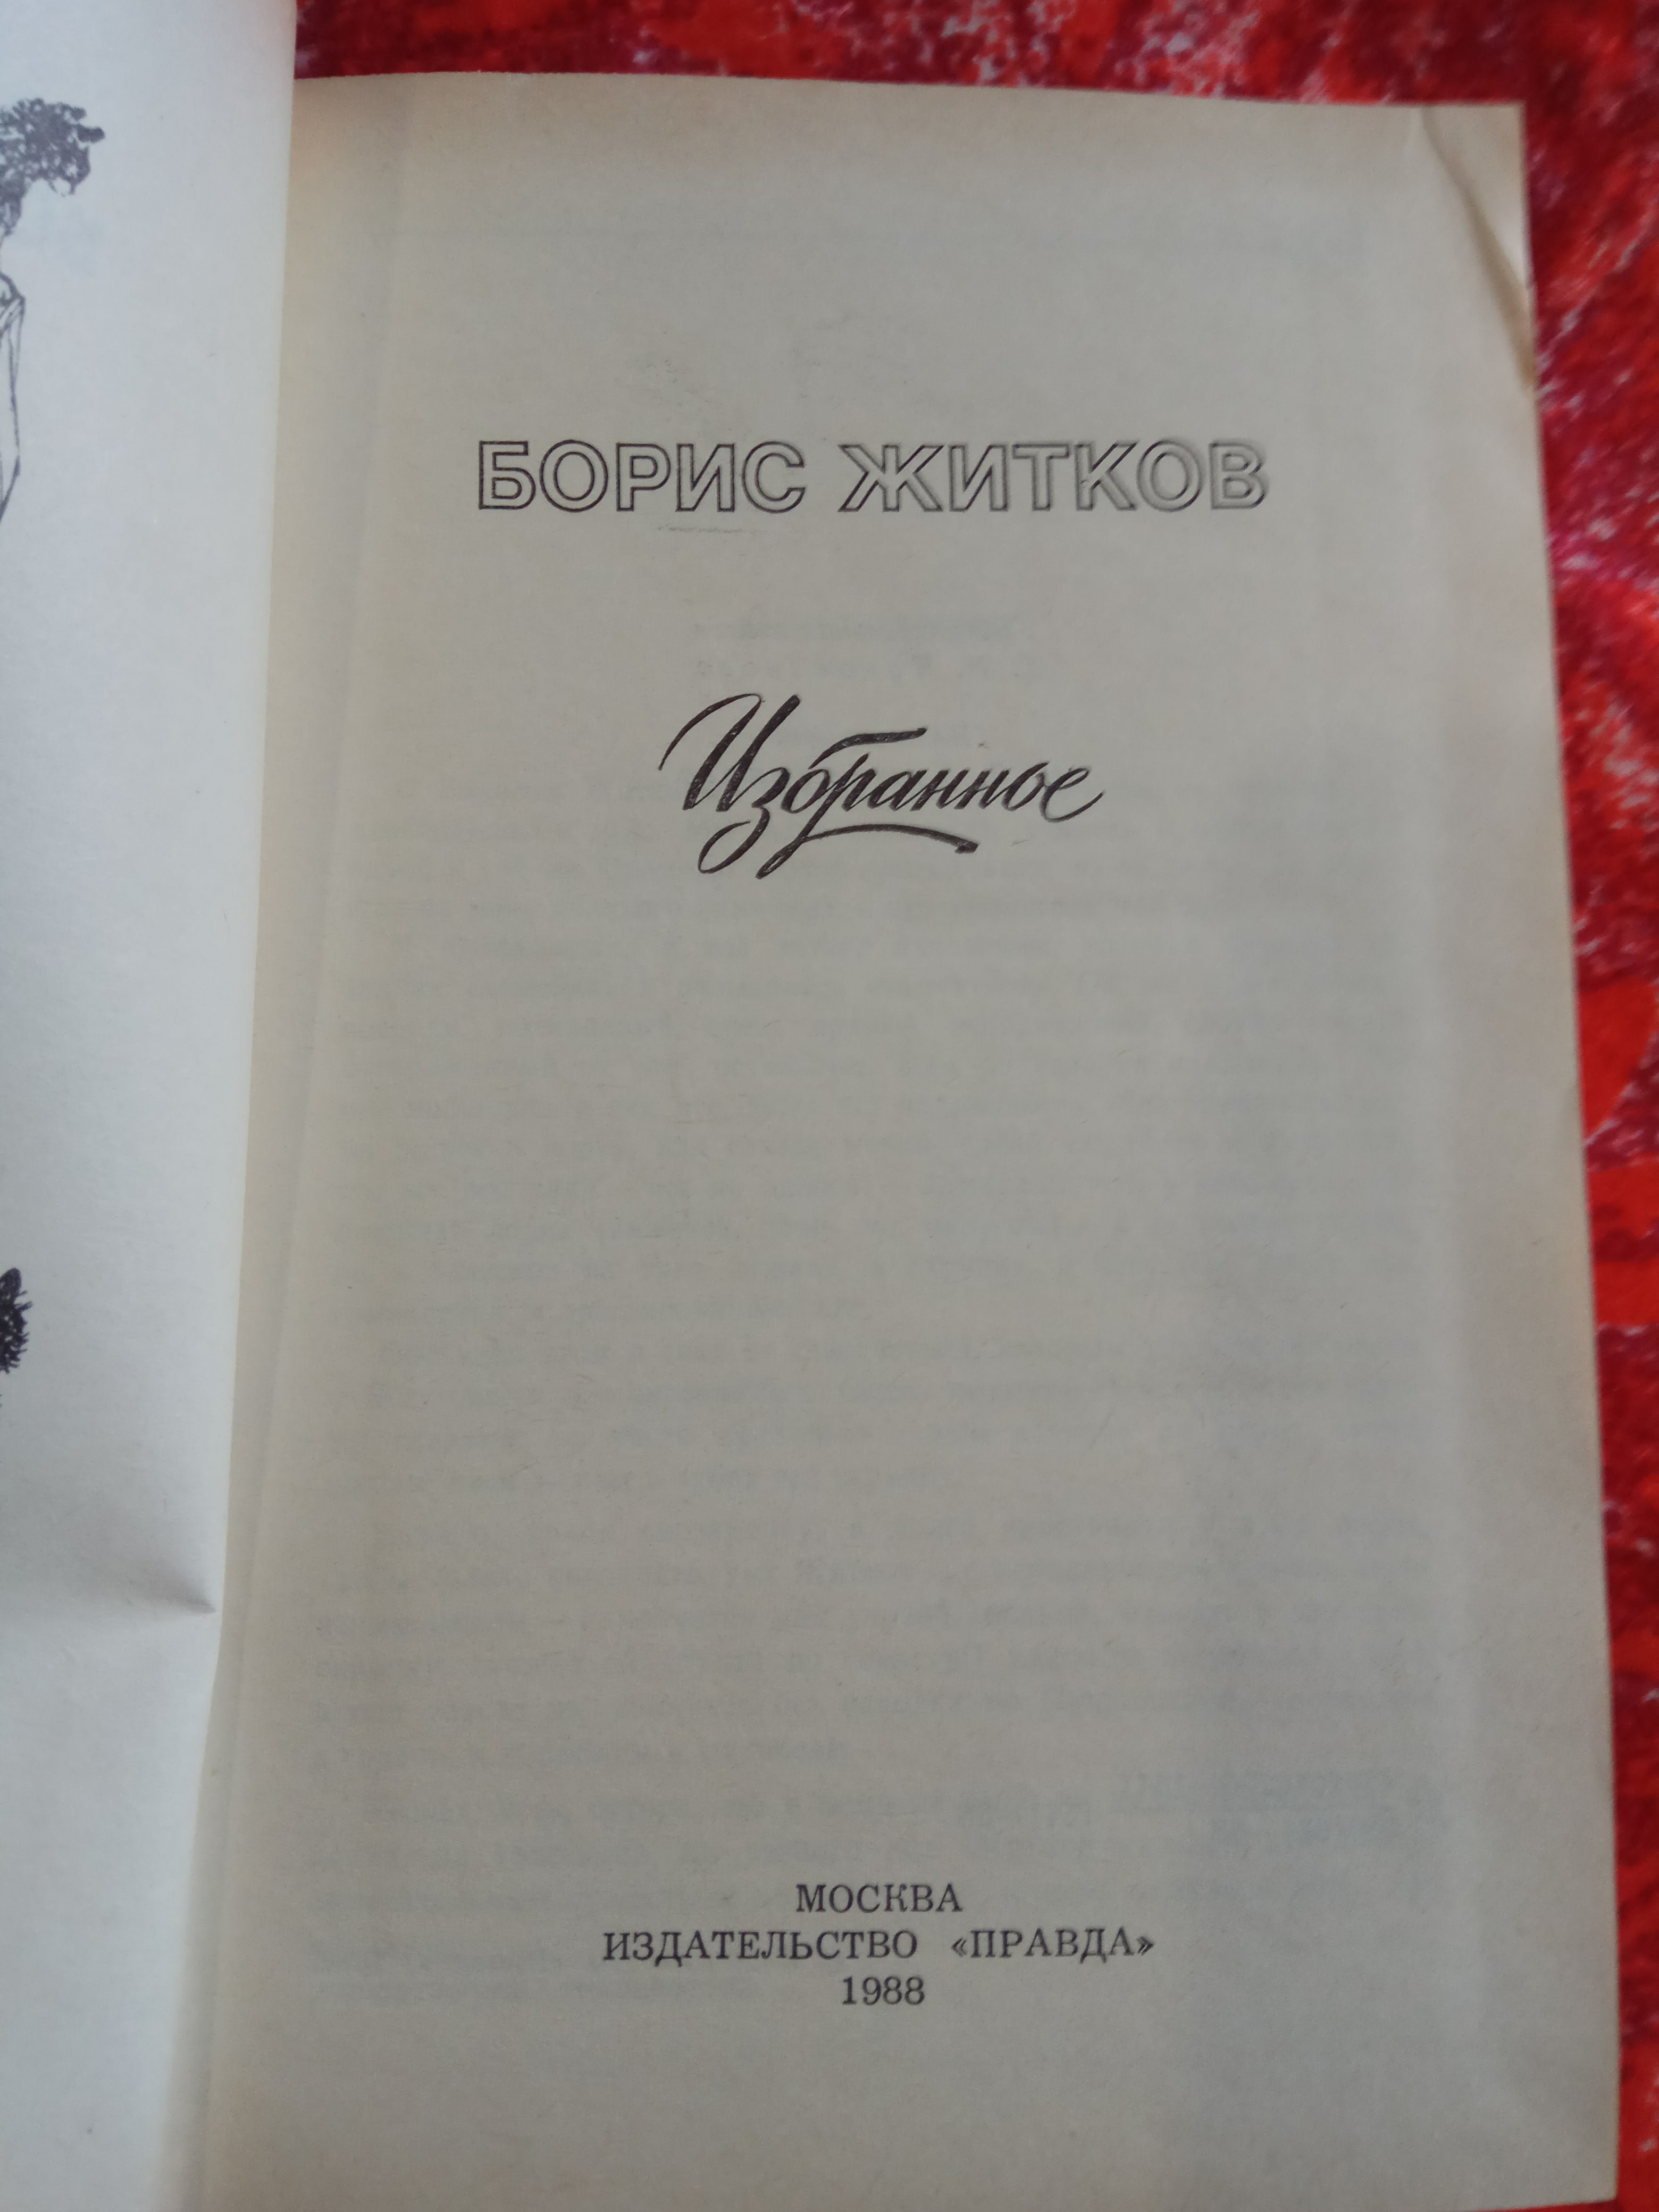 БОРИС ЖИТКОВ
Избранное
МОСКВА
ИЗДАТЕЛЬСТВО «ПРАВДА»
1988